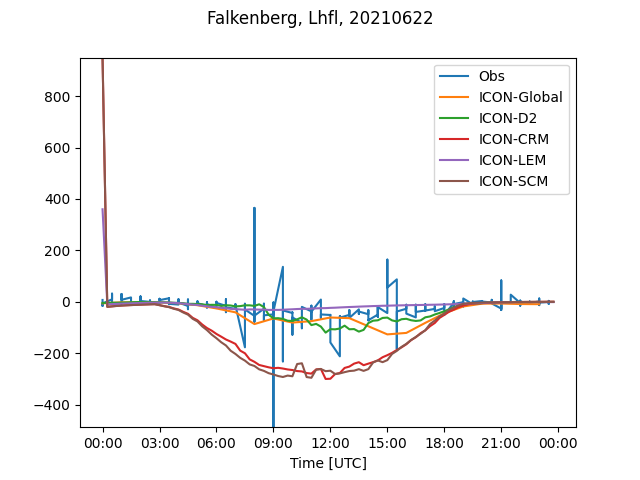 Falkenberg, Lhfl, 20210622
800
600
400
200
0
−200
−400
Obs
ICON-Global
ICON-D2
ICON-CRM
ICON-LEM
ICON-SCM
00:00 03:00 06:00 09:00 12:00 15:00 18:00 21:00 00:00
Time [UTC]